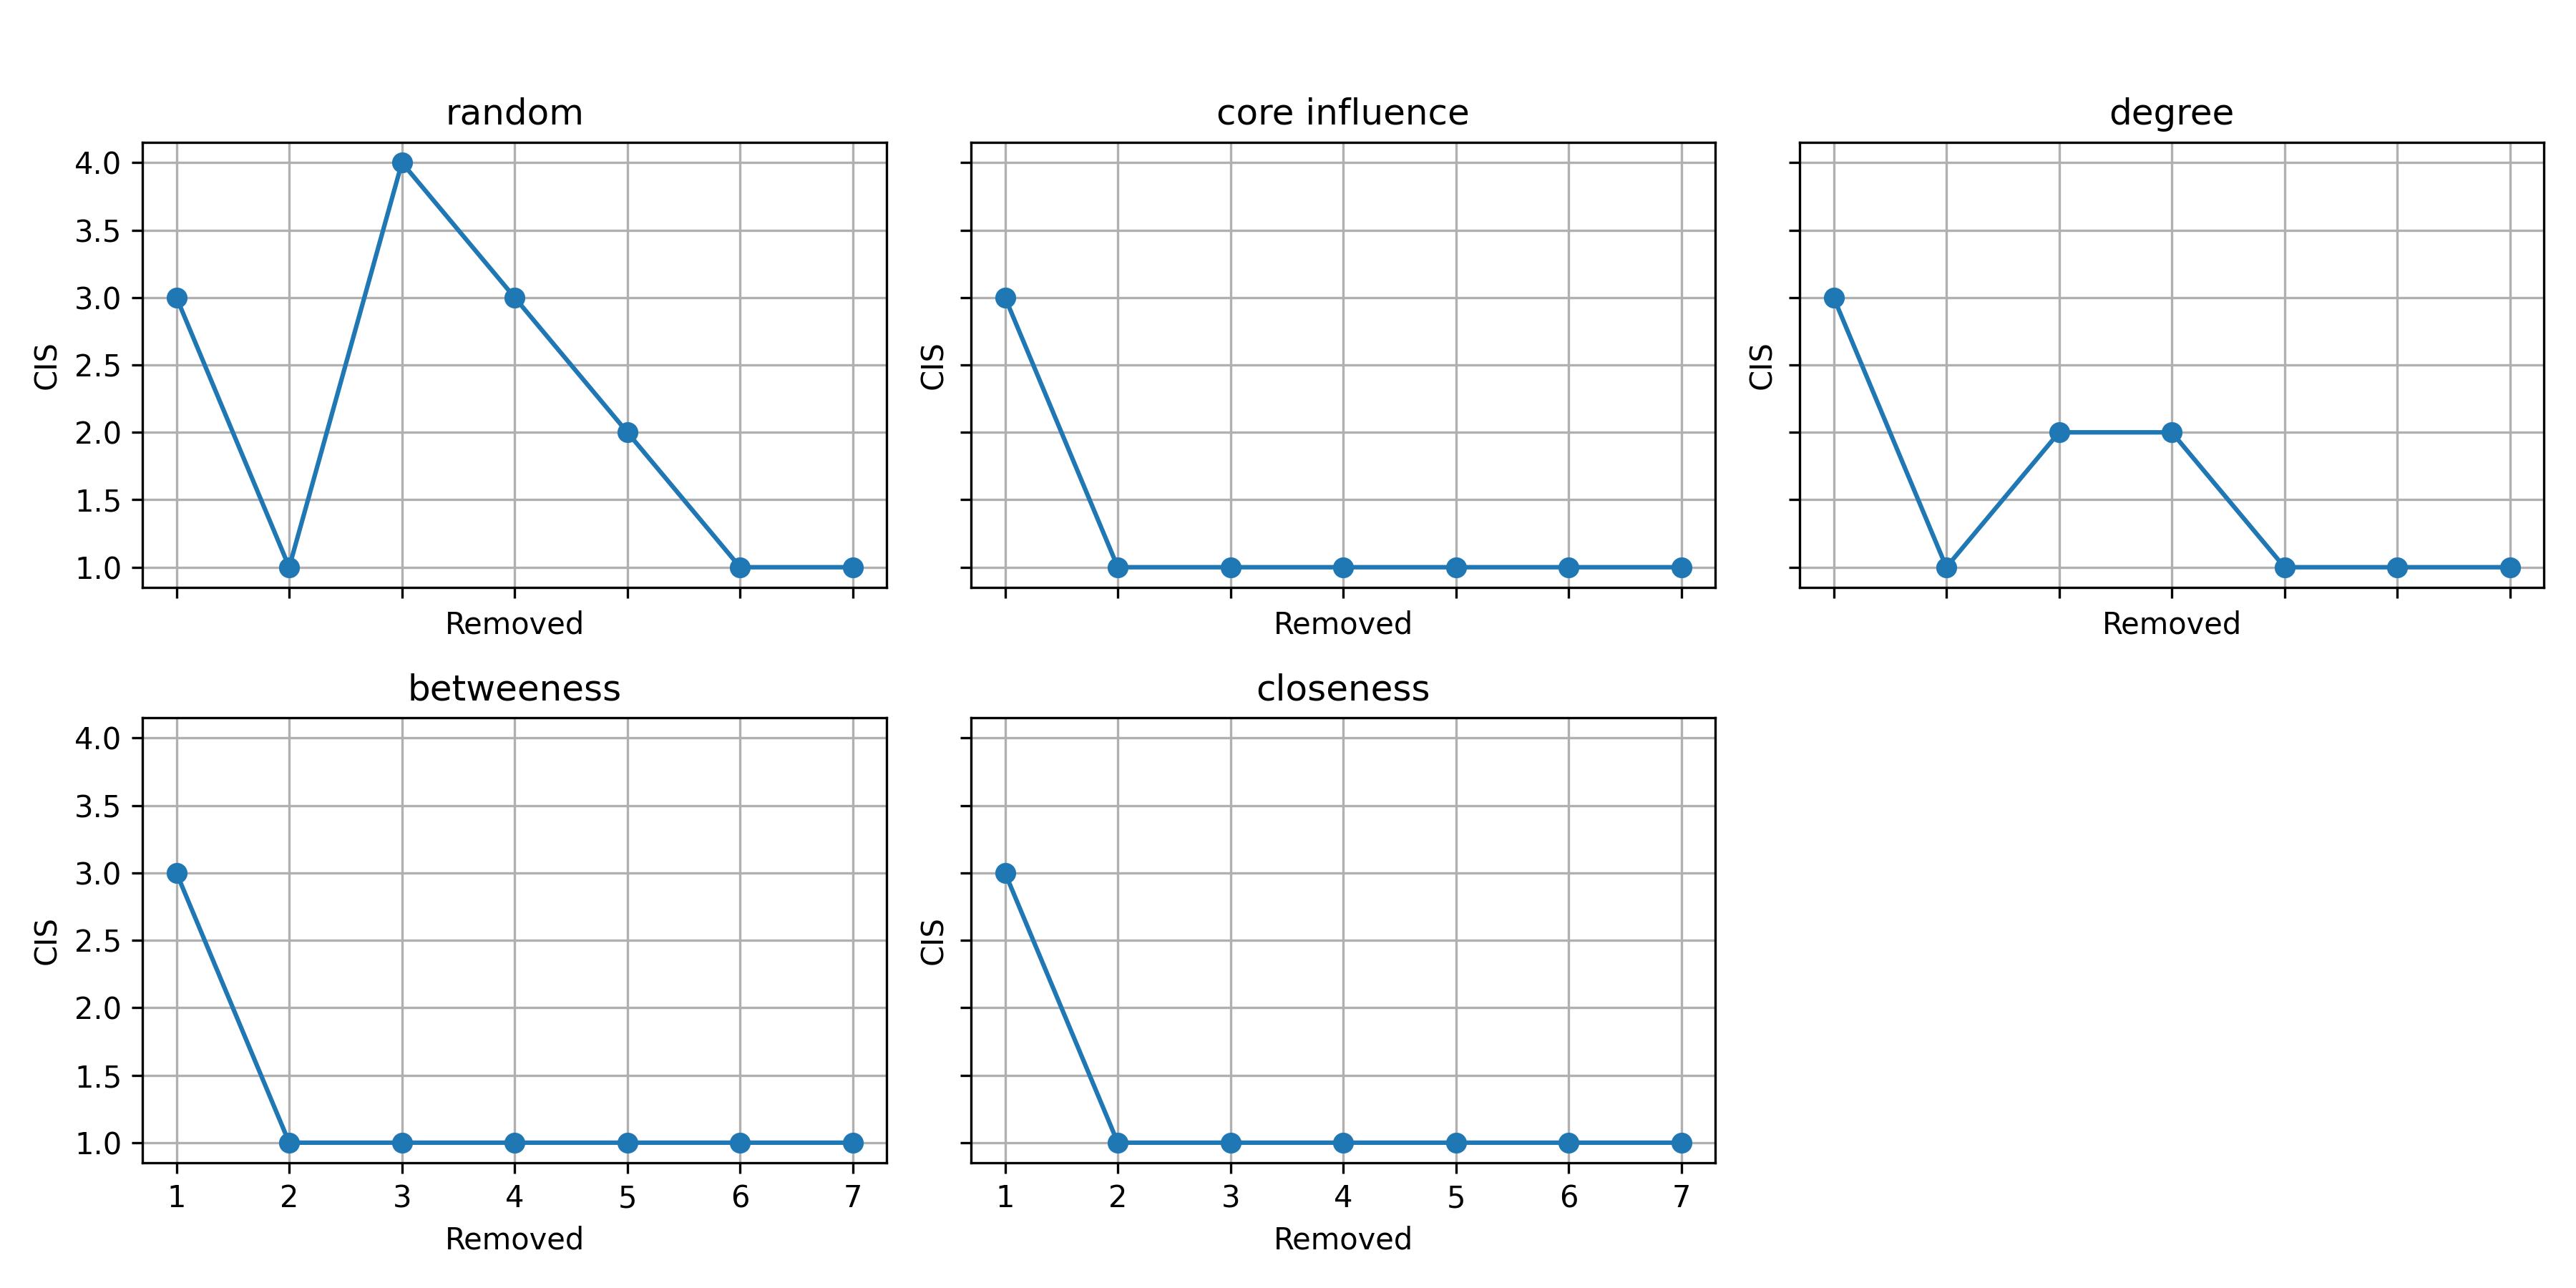 random
core influence
degree
4.0
3.5
3.0
2.5
2.0
1.5
1.0
CIS
CIS
CIS
Removed
Removed
Removed
betweeness
closeness
4.0
3.5
3.0
2.5
2.0
1.5
1.0
CIS
CIS
1 2 3 4 5 6 7
1 2 3 4 5 6 7
Removed
Removed